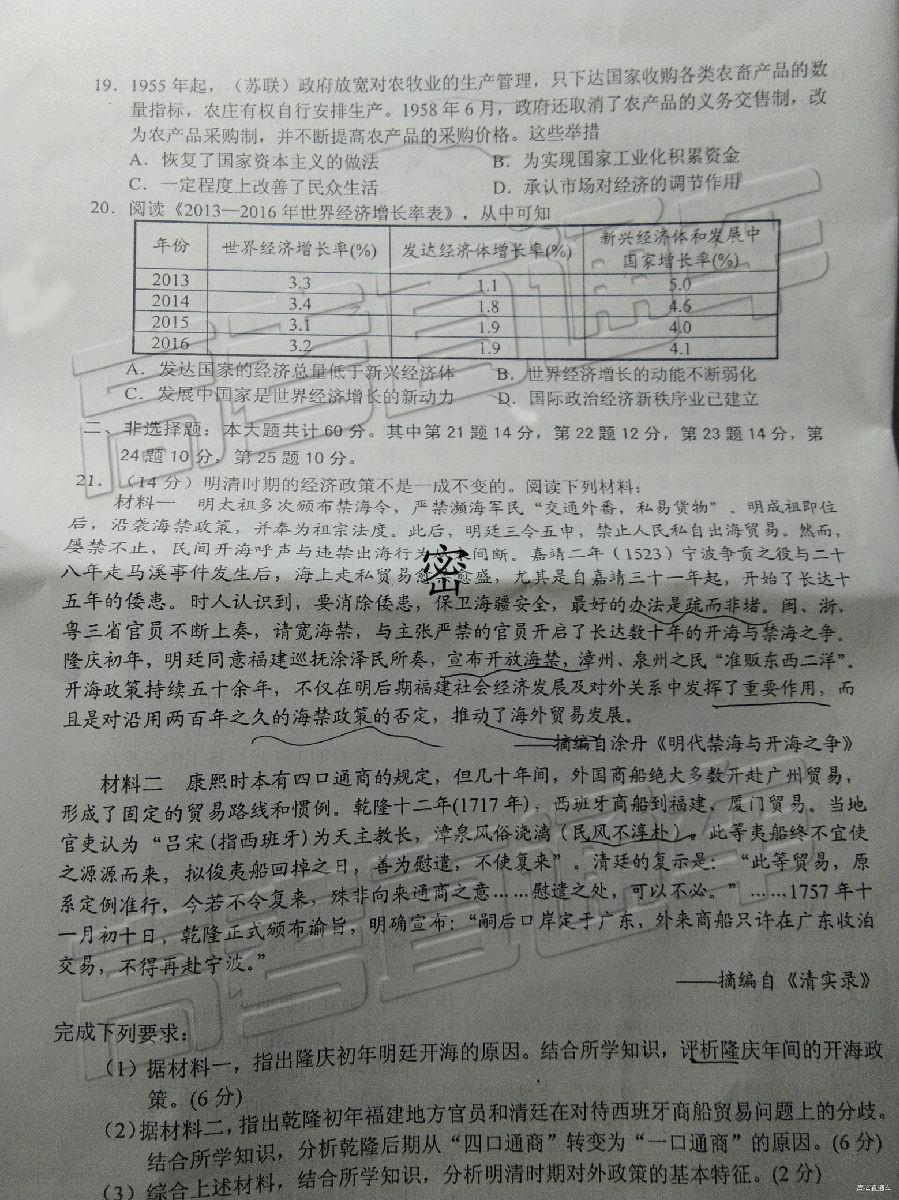 19. 1955 年起，（苏联）政府放宽对农牧业的生产管理，只下达国家收购各类农畜产品的数
量指标，农庄有权自行安排生产。1958 年 6 月，政府还取消了农产品的义务交售制，改
为农产品采购制，并不断提高农产品的采购价格。这些举措
A. 恢复了国家资本主义的做法 B. 为实现国家工业化积累资金
C. 一定程度上改善了民众生活 D. 承认市场对经济的调节作用
20. 阅读《2013—2016 年世界经济增长率表》，从中可知
年份 世界经济增长率(%) 发达经济体增长率(%) 新兴经济体和发展中
国家增长率(%)
2013 3.3 1.1 5.0
2014 3.4 1.8 4.6
2015 3.1 1.9 4.0
2016 3.2 1.9 4.1
A. 发达国家的经济总量低于新兴经济体 B. 世界经济增长的动能不断弱化
C. 发展中国家是世界经济增长的新动力 D. 国际政治经济新秩序业已建立
二、非选择题：本大题共计 60 分。其中第 21 题 14 分，第 22 题 12 分，第 23 题 14 分，第
24 题 10 分，第 25 题 10 分。
21. （14 分）明清时期的经济政策不是一成不变的。阅读下列材料：
材料一 明太祖多次颁布禁海令，严禁濒海军民“交通外番，私易货物”。明成祖即位
后，沿袭海禁政策，并奉为祖宗法度。此后，明廷三令五申，禁止人民私自出海贸易。然而，
屡禁不止，民间开海呼声与违禁出海行为 间断。嘉靖二年（1523）宁波争贡之役与二十
八年走马溪事件发生后，海上走私贸易愈 愈盛，尤其是自嘉靖三十一年起，开始了长达十
密
五年的倭患。时人认识到，要消除倭患，保卫海疆安全，最好的办法是疏而非堵。闽、浙、
粤三省官员不断上奏，请宽海禁，与主张严禁的官员开启了长达数十年的开海与禁海之争。
隆庆初年，明廷同意福建巡抚涂泽民所奏，宣布开放海禁，漳州、泉州之民“准贩东西二洋”。
开海政策持续五十余年，不仅在明后期福建社会经济发展及对外关系中发挥了重要作用，而
且是对沿用两百年之久的海禁政策的否定，推动了海外贸易发展。
——摘编自涂丹《明代禁海与开海之争》
材料二 康熙时本有四口通商的规定，但几十年间，外国商船绝大多数开赴广州贸易，
形成了固定的贸易路线和惯例。乾隆十二年(1717 年)，西班牙商船到福建、厦门贸易。当地
官吏认为“吕宋(指西班牙)为天主教长，漳泉风俗浇漓（民风不淳朴）。此等夷船终不宜使
之源源而来，拟俟夷船回棹之日，善为慰遣，不使复来”。清廷的复示是：“此等贸易，原
系定例准行，今若不令复来，殊非向来通商之意……慰遣之处，可以不必。”……1757 年十
一月初十日，乾隆正式颁布谕旨，明确宣布：“嗣后口岸定于广东，外来商船只许在广东收泊
交易，不得再赴宁波。”
——摘编自《清实录》
完成下列要求：
（1）据材料一，指出隆庆初年明廷开海的原因。结合所学知识，评析隆庆年间的开海政
策。(6 分)
（2）据材料二，指出乾隆初年福建地方官员和清廷在对待西班牙商船贸易问题上的分歧。
结合所学知识，分析乾隆后期从“四口通商”转变为“一口通商”的原因。(6 分)
（3）综合上述材料，结合所学知识，分析明清时期对外政策的基本特征。(2 分)
高考直通车
高考直通车
高考直通车